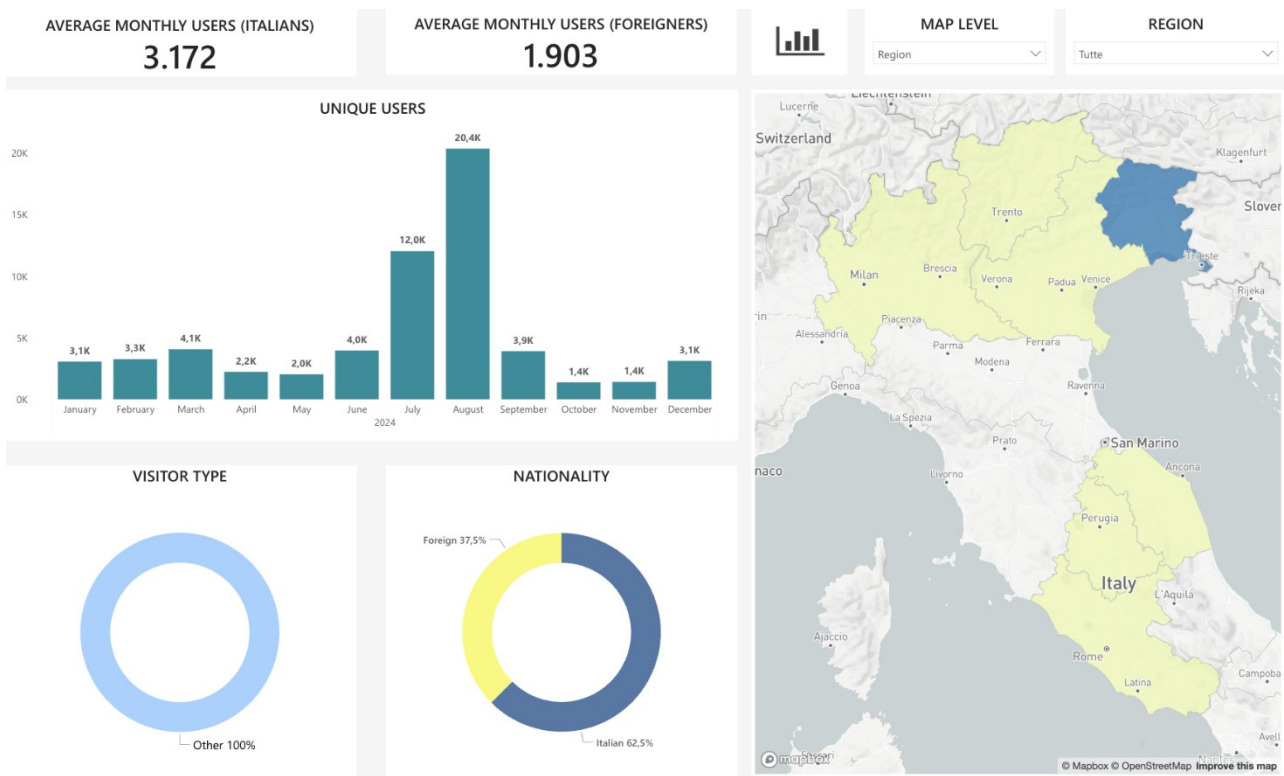 AVERAGE MONTHLY USERS (ITALIANS)
3.172
AVERAGE MONTHLY USERS (FOREIGNERS)
1.903
MAP LEVEL
Region
REGION
Tutte
UNIQUE USERS
20K
15K
10K
5K
0K
3,1K
3,3K
4,1K
2,2K
2,0K
4,0K
12,0K
20,4K
3,9K
1,4K
1,4K
3,1K
January February March April May June July August September October November December
2024
VISITOR TYPE
Other 100%
NATIONALITY
Foreign 37,5%
Italian 62,5%
Liechtenstein
Lucerne
Switzerland
Klagenfurt
Slover
Trento
Trieste
Milan
Brescia
Verona
Padua
Venice
Rijeka
rin
Piacenza
Alessandria
Parma
Ferrara
Modena
Genoa
Ravenna
La Spezia
Prato
San Marino
naco
Livorno
Ancona
Perugia
Italy
L'Aquila
Ajaccio
Rome
Latina
Campoba
Avell
Sassari
mapbox
© Mapbox © OpenStreetMap Improve this map